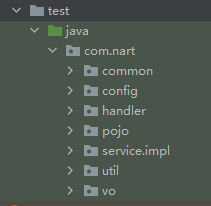 test
java
com.nart
common
config
handler
pojo
service.impl
util
vo